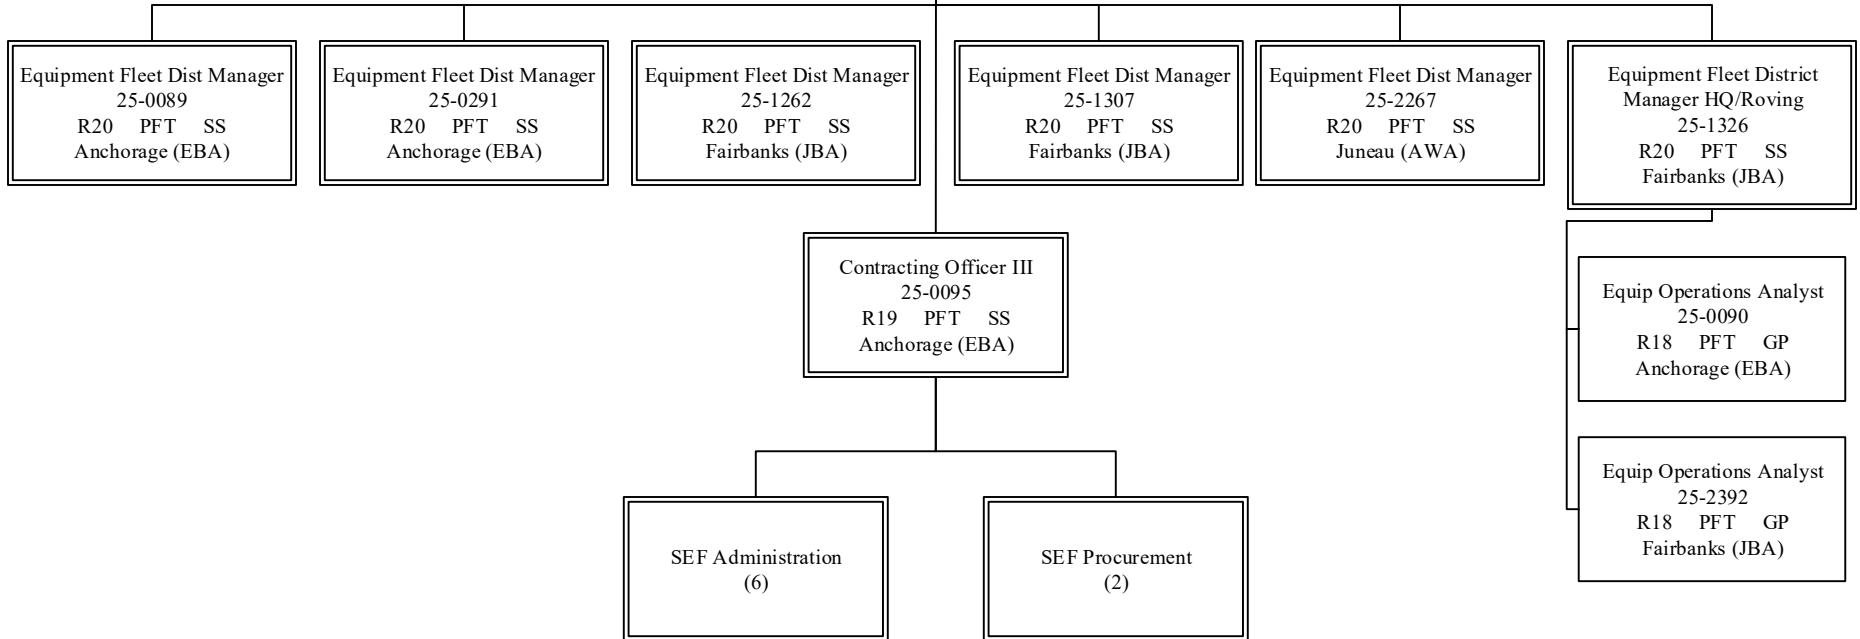 Equipment Fleet Dist Manager
25-0089
R20 PFT SS
Anchorage (EBA)
Equipment Fleet Dist Manager
25-0291
R20 PFT SS
Anchorage (EBA)
Equipment Fleet Dist Manager
25-1262
R20 PFT SS
Fairbanks (JBA)
Equipment Fleet Dist Manager
25-1307
R20 PFT SS
Fairbanks (JBA)
Equipment Fleet Dist Manager
25-2267
R20 PFT SS
Juneau (AWA)
Equipment Fleet District
Manager HQ/Roving
25-1326
R20 PFT SS
Fairbanks (JBA)
Contracting Officer III
25-0095
R19 PFT SS
Anchorage (EBA)
Equip Operations Analyst
25-0090
R18 PFT GP
Anchorage (EBA)
Equip Operations Analyst
25-2392
R18 PFT GP
Fairbanks (JBA)
SEF Administration
(6)
SEF Procurement
(2)